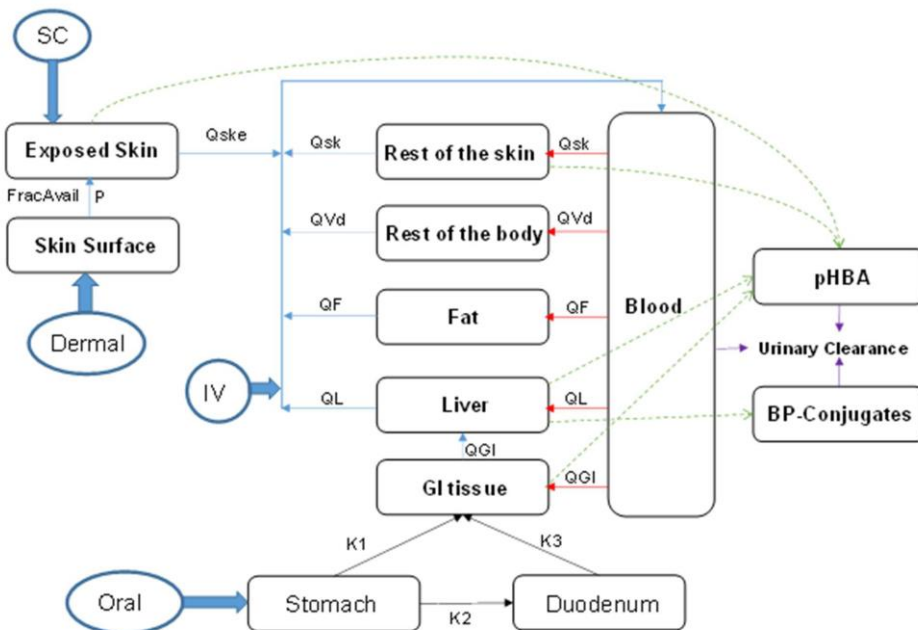 SC
Exposed Skin
Qske
FracAvail
P
Skin Surface
Dermal
IV
Qsk
Rest of the skin
Qsk
QVd
Rest of the body
QVd
QF
Fat
QF
QL
Liver
QL
QGI
GI tissue
QGI
Blood
pHBA
Urinary Clearance
BP-Conjugates
K1
K3
Oral
Stomach
K2
Duodenum